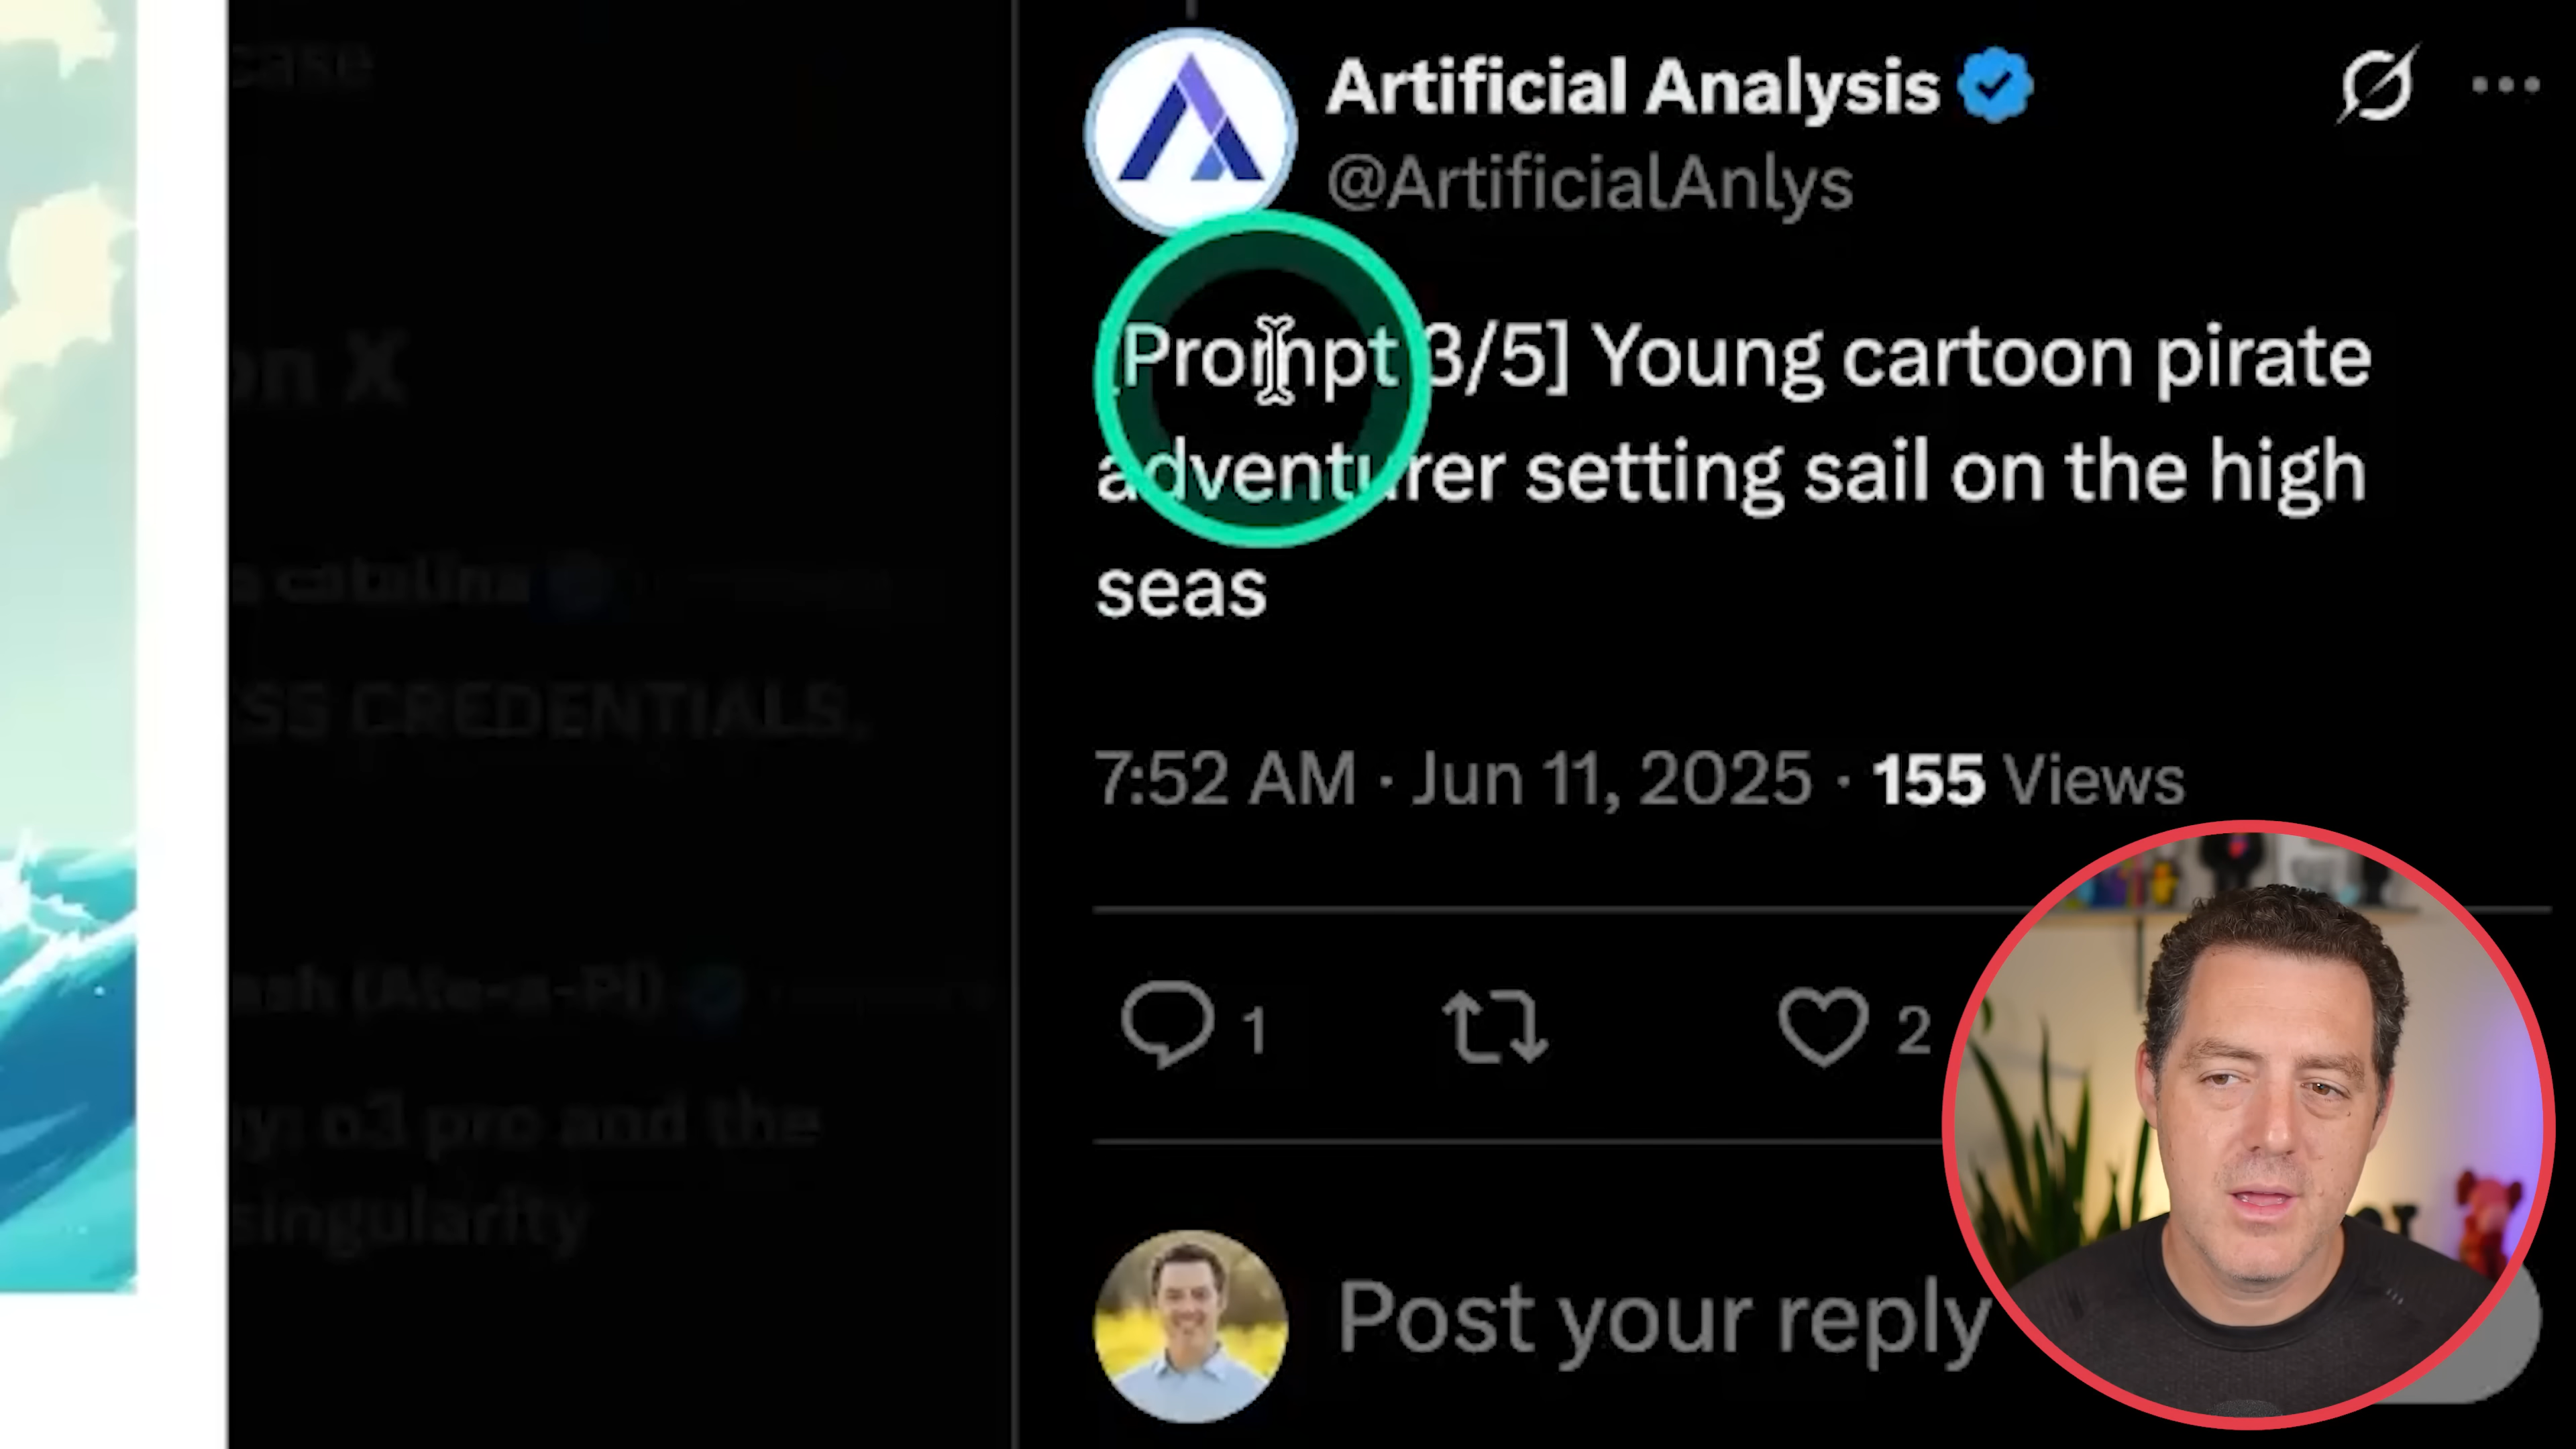 case
on X
catalina
SS CREDENTIALS,
ash (Ate-a-Pi)
y: o3 pro and the
singularity
Artificial Analysis
@ArtificialAnlys
[Prompt 3/5] Young cartoon pirate
adventurer setting sail on the high
seas
7:52 AM · Jun 11, 2025 · 155 Views
1
2
Post your reply